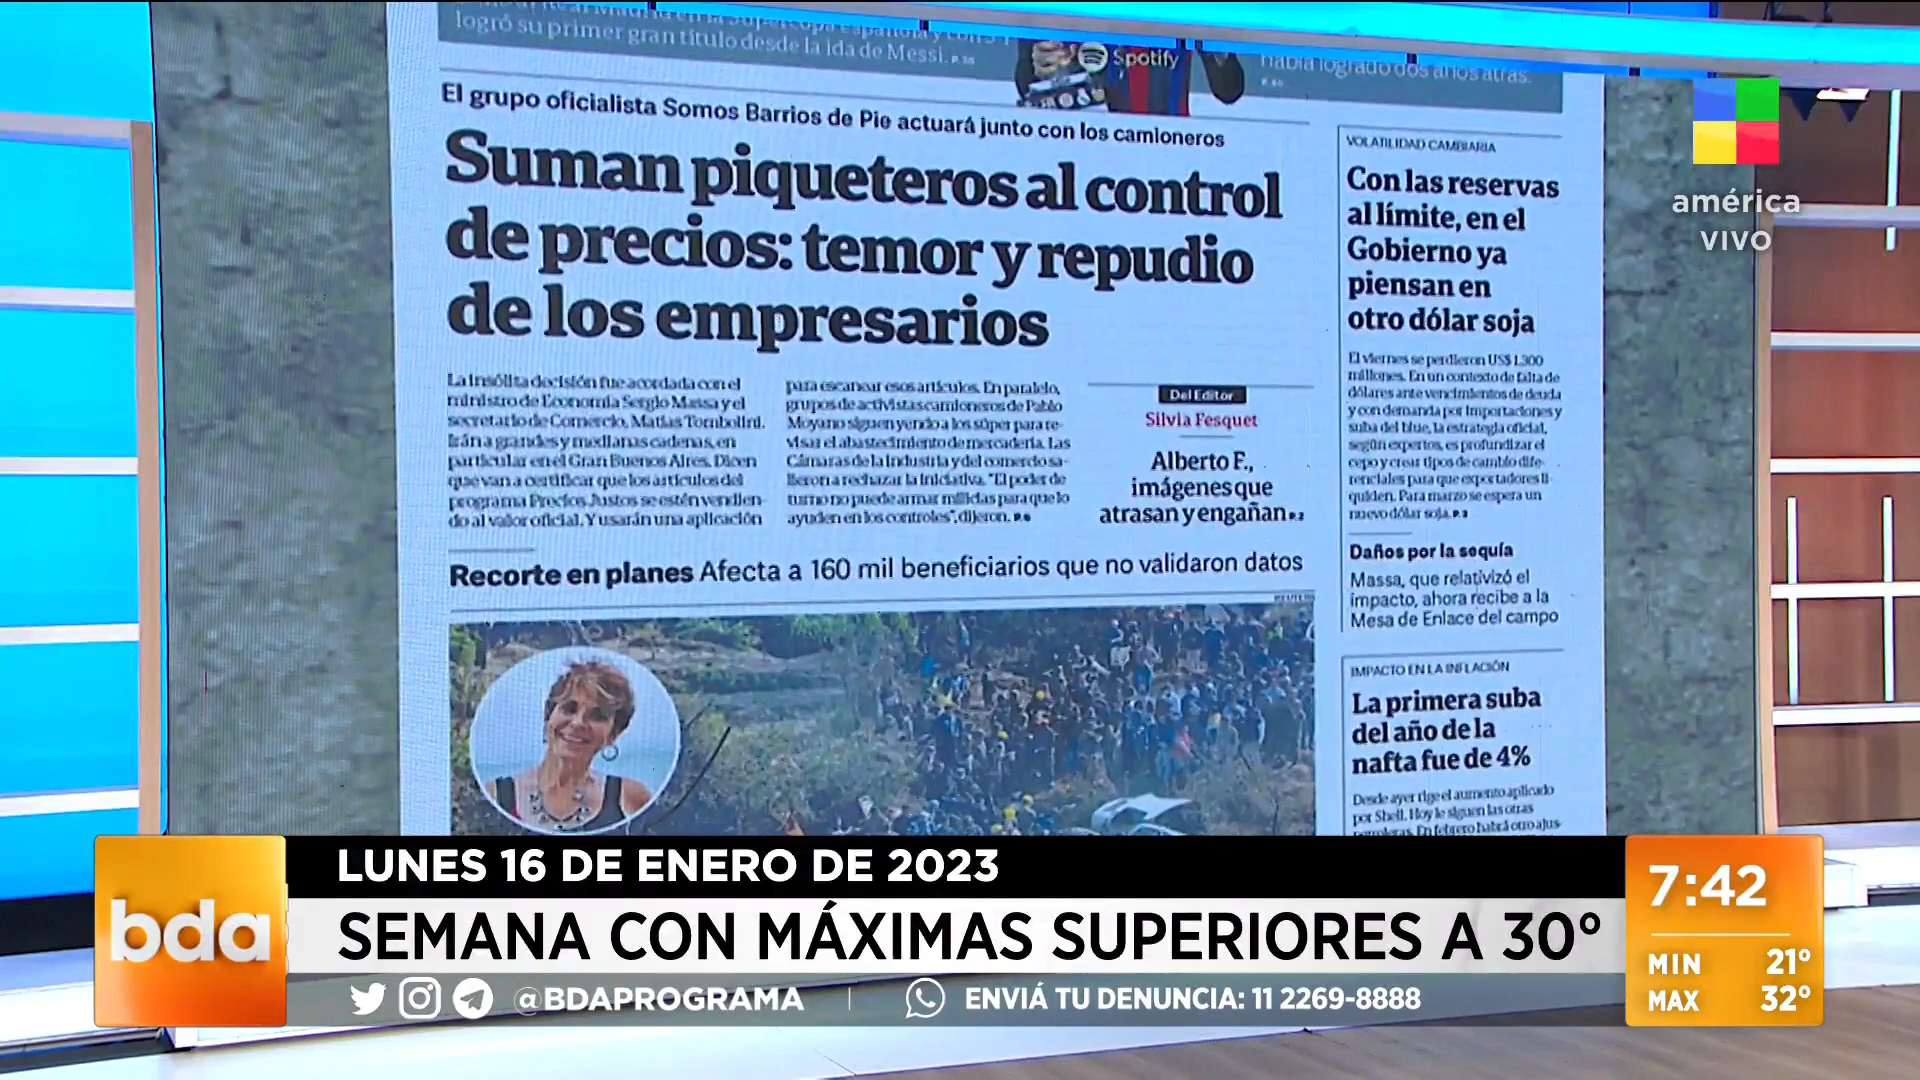 logró su primer gran título desde la ida de Messi. P. 56
Spotify
había logrado dos años atrás.
El grupo oficialista Somos Barrios de Pie actuará junto con los camioneros
Suman piqueteros al control
de precios: temor y repudio
de los empresarios
La insólita decisión fue acordada con el
ministro de Economía Sergio Massa y el
secretario de Comercio, Matías Tombolini.
Irán a grandes y medianas cadenas, en
particular en el Gran Buenos Aires. Dicen
que van a certificar que los artículos del
programa Precios Justos se estén vendien-
do al valor oficial. Y usarán una aplicación
para escanear esos artículos. En paralelo,
grupos de activistas camioneros de Pablo
Moyano siguen yendo a los súper para re-
visar el abastecimiento de mercadería. Las
Cámaras de la Industria y del comercio sa-
lieron a rechazar la iniciativa. "El poder de
turno no puede armar milicias para que lo
ayuden en los controles", dijeron. P. 6
Del Editor
Silvia Fesquet
Alberto F.,
imágenes que
atrasan y engañan P. 2
Recorte en planes Afecta a 160 mil beneficiarios que no validaron datos
REUTERS
VOLATILIDAD CAMBIARIA
Con las reservas
al límite, en el
Gobierno ya
piensan en
otro dólar soja
El viernes se perdieron US$ 1.300
millones. En un contexto de falta de
dólares ante vencimientos de deuda
y con demanda por importaciones y
suba del blue, la estrategia oficial,
según expertos, es profundizar el
cepo y crear tipos de cambio dife-
renciales para que exportadores li-
quiden. Para marzo se espera un
nuevo dólar soja. P. 3
Daños por la sequía
Massa, que relativizó el
impacto, ahora recibe a la
Mesa de Enlace del campo
IMPACTO EN LA INFLACIÓN
La primera suba
del año de la
nafta fue de 4%
Desde ayer rige el aumento aplicado
por Shell. Hoy le siguen las otras
petroleras. En febrero habrá otro ajus-
américa
VIVO
bda
LUNES 16 DE ENERO DE 2023
SEMANA CON MÁXIMAS SUPERIORES A 30°
@BDAPROGRAMA
ENVIÁ TU DENUNCIA: 11 2269-8888
7:42
MIN 21°
MAX 32°